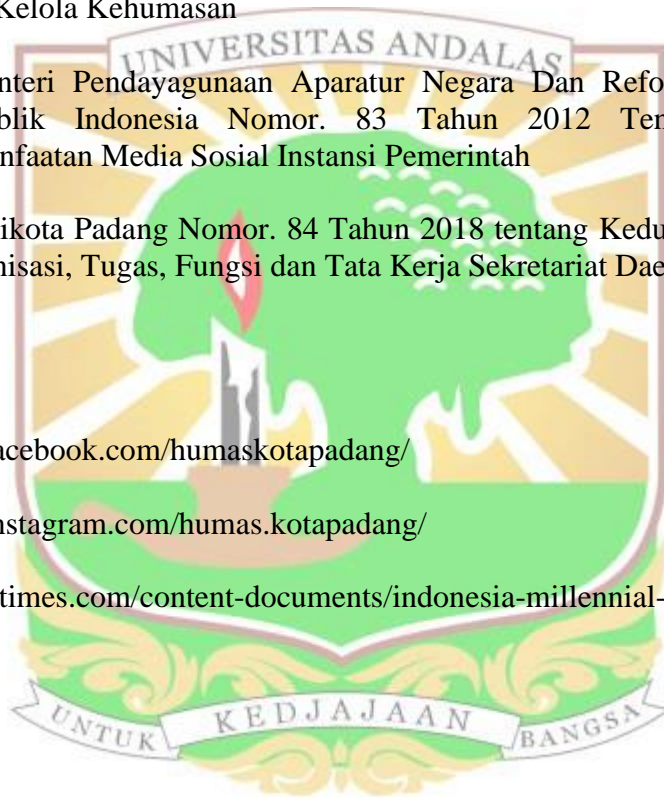 Kelola Kehumasan
UNIVERSITAS ANDALAS
nteri Pendayagunaan Aparatur Negara Dan Refo
blik Indonesia Nomor. 83 Tahun 2012 Ten
nfaatan Media Sosial Instansi Pemerintah
ikota Padang Nomor. 84 Tahun 2018 tentang Kedu
nisasi, Tugas, Fungsi dan Tata Kerja Sekretariat Dae
acebook.com/humaskotapadang/
nstagram.com/humas.kotapadang/
times.com/content-documents/indonesia-millennial-
UNTUK KEDJAJAAN BANGSA